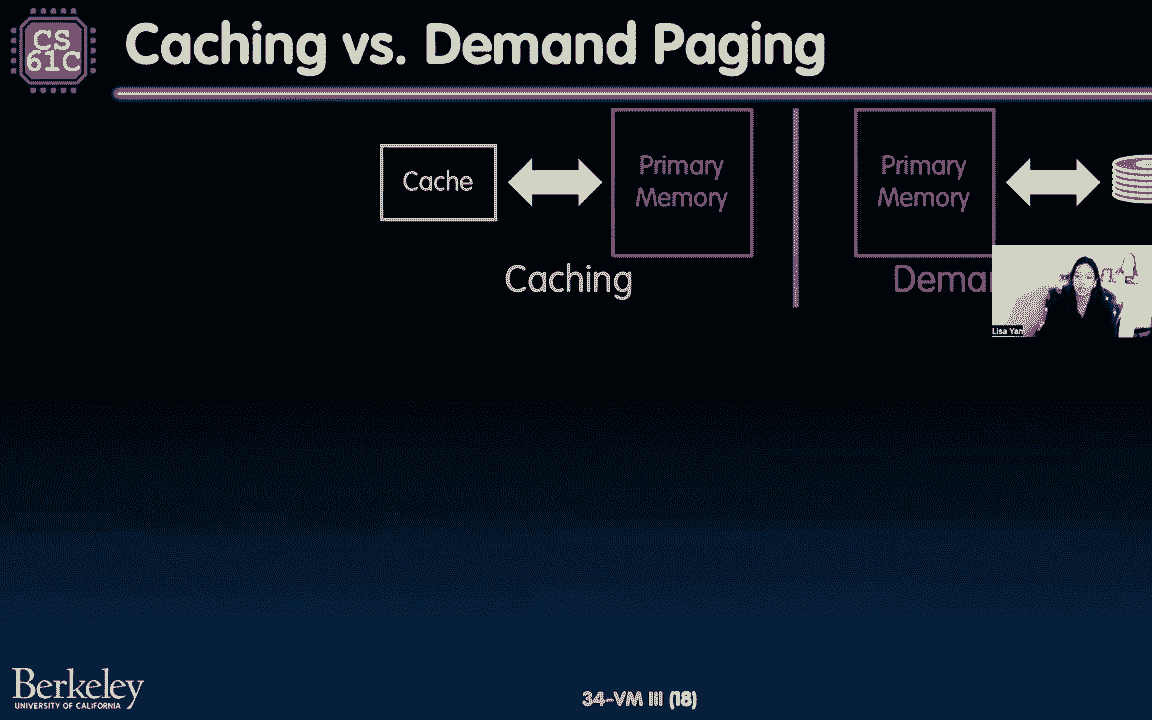 CS
61C
Caching vs. Demand Paging
Cache
Primary
Memory
Primary
Memory
Caching
Lisa Yan
Berkeley
UNIVERSITY OF CALIFORNIA
34-VM III (18)